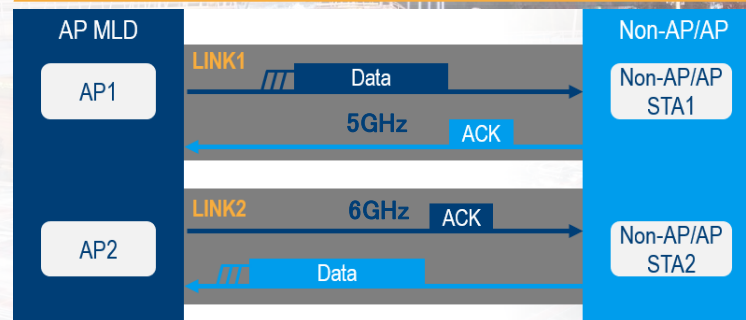 AP MLD
Non-AP/AP
LINK1
Data
AP1
Non-AP/AP
STA1
5GHz
ACK
LINK2
6GHz
ACK
AP2
Non-AP/AP
STA2
Data